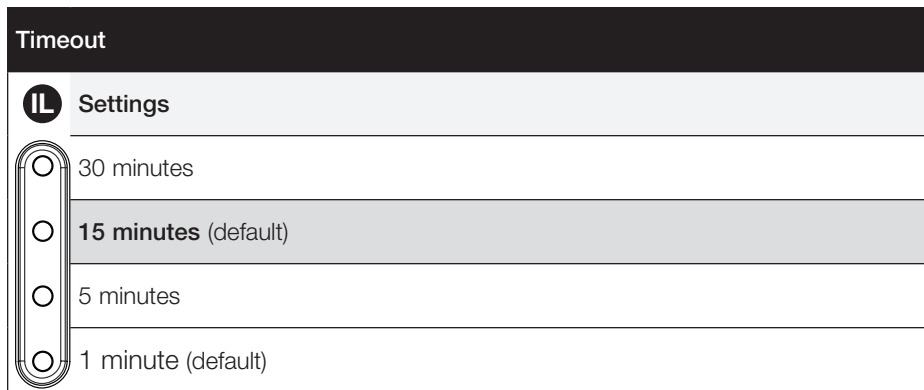 Timeout
IL Settings
30 minutes
15 minutes (default)
5 minutes
1 minute (default)